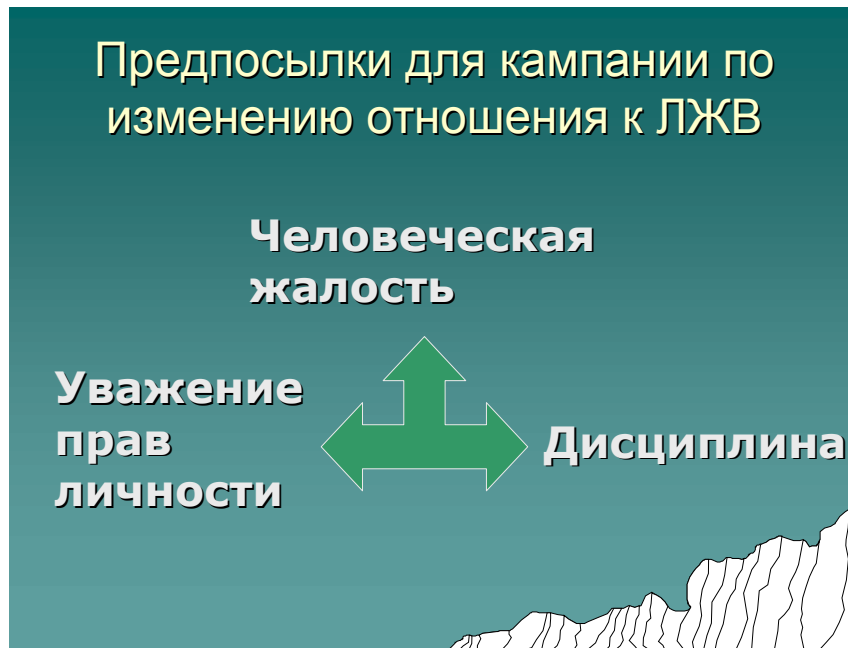 Предпосылки для кампании по
изменению отношения к ЛЖВ
Человеческая
жалость
Уважение
прав
личности
Дисциплина